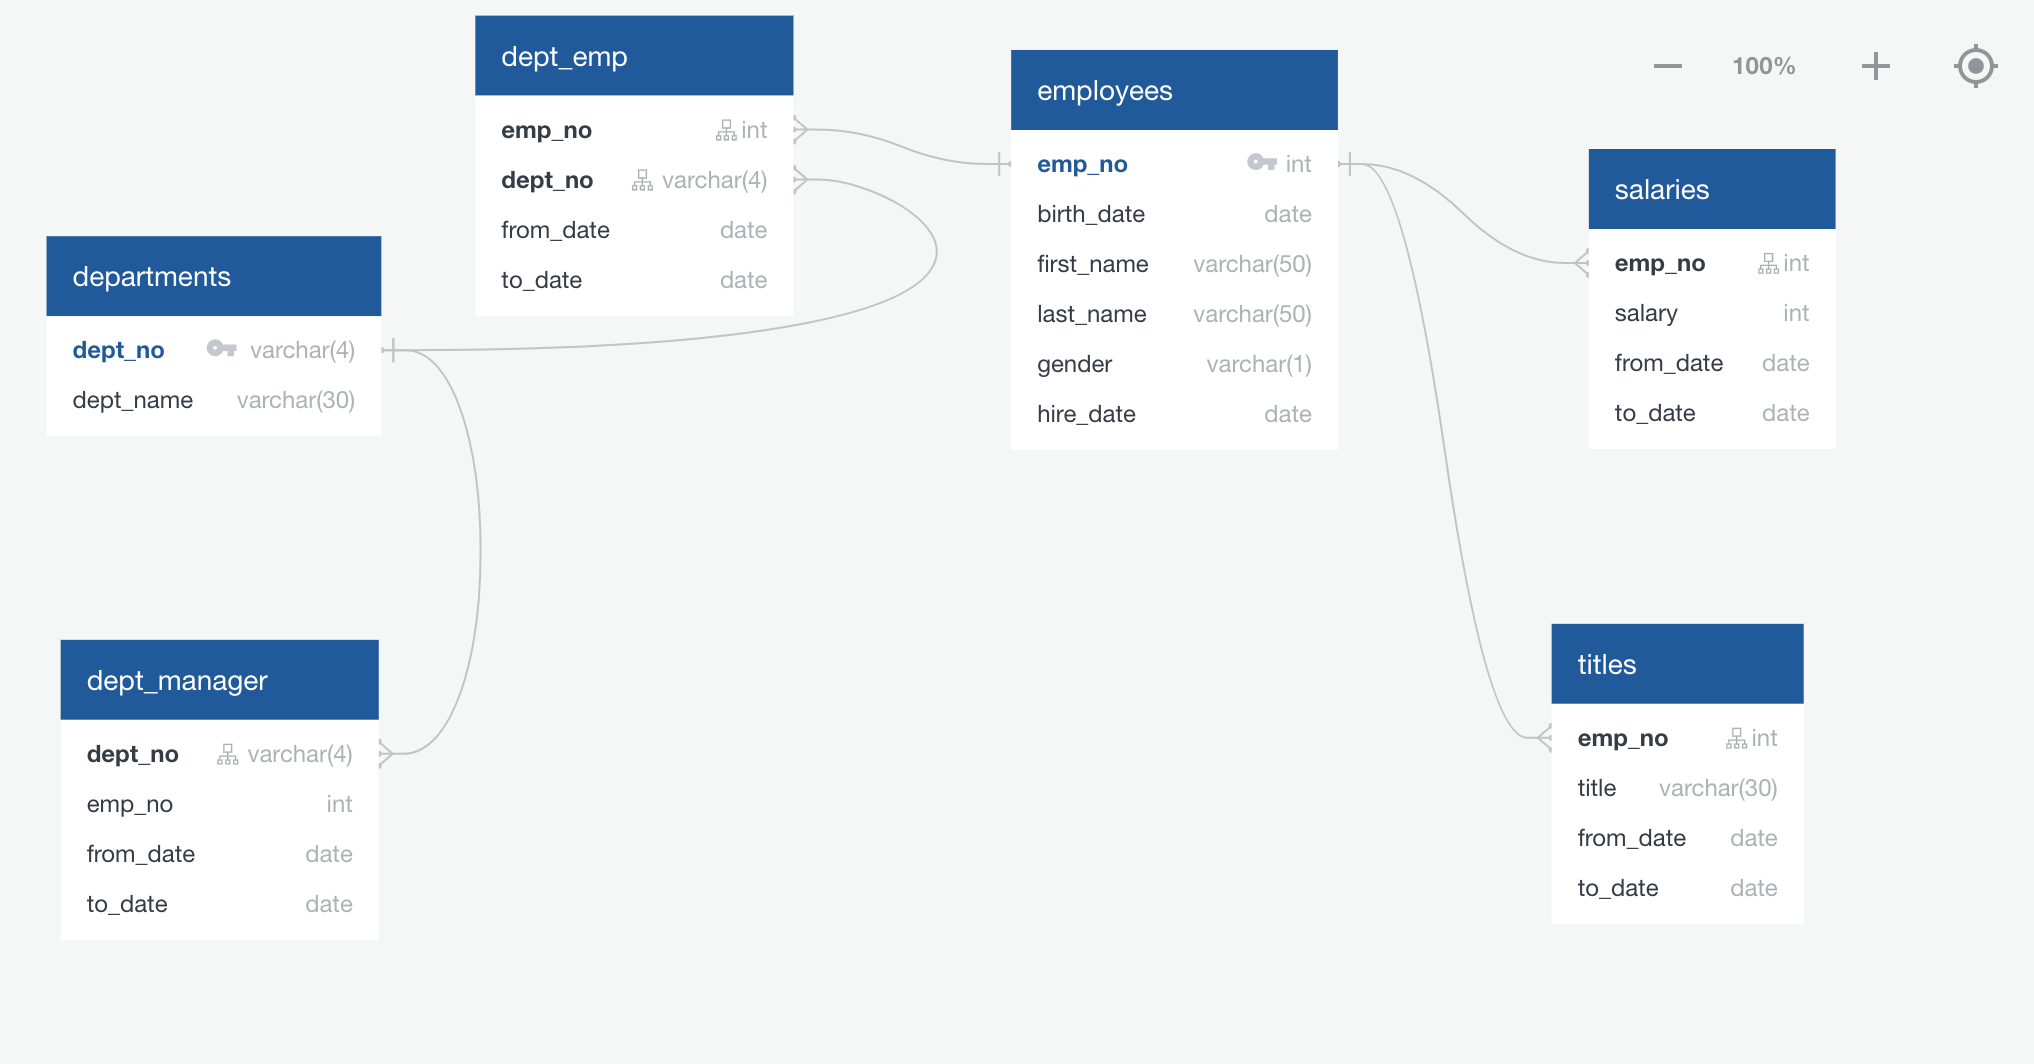 dept_emp
emp_no int
dept_no varchar(4)
from_date date
to_date date
employees
emp_no int
birth_date date
first_name varchar(50)
last_name varchar(50)
gender varchar(1)
hire_date date
100%
salaries
emp_no int
salary int
from_date date
to_date date
departments
dept_no varchar(4)
dept_name varchar(30)
dept_manager
dept_no varchar(4)
emp_no int
from_date date
to_date date
titles
emp_no int
title varchar(30)
from_date date
to_date date